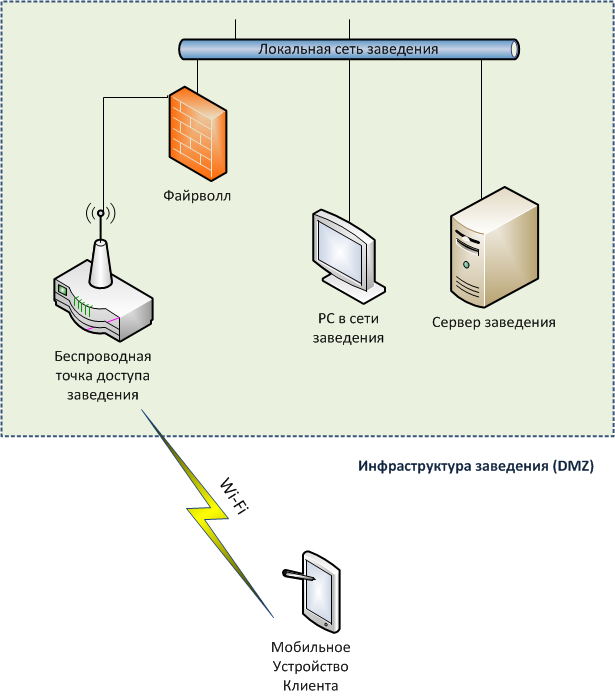 Локальная сеть заведения
Файрволл
PC в сети
заведения
Сервер заведения
Беспроводная
точка доступа
заведения
Инфраструктура заведения (DMZ)
Wi-Fi
Мобильное
Устройство
Клиента